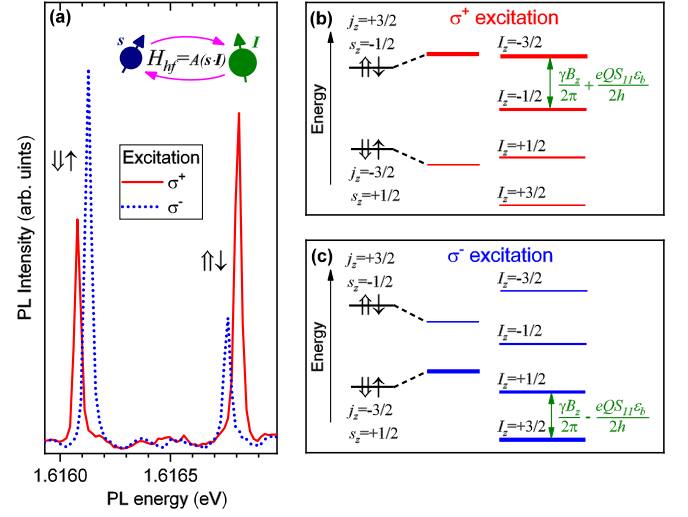 (a)
s
I
H_hf=A(s·I)
Excitation
σ⁺
σ⁻
⇓↑
⇑↓
PL Intensity (arb. uints)
1.6160
1.6165
PL energy (eV)
(b)
σ⁺ excitation
Energy
j_z=+3/2
s_z=-1/2
⇑↓
⇓↑
j_z=-3/2
s_z=+1/2
I_z=-3/2
I_z=-1/2
I_z=+1/2
I_z=+3/2
γB_z/2π + eQS_11ε_b/2h
(c)
σ⁻ excitation
Energy
j_z=+3/2
s_z=-1/2
⇑↓
⇓↑
j_z=-3/2
s_z=+1/2
I_z=-3/2
I_z=-1/2
I_z=+1/2
I_z=+3/2
γB_z/2π - eQS_11ε_b/2h